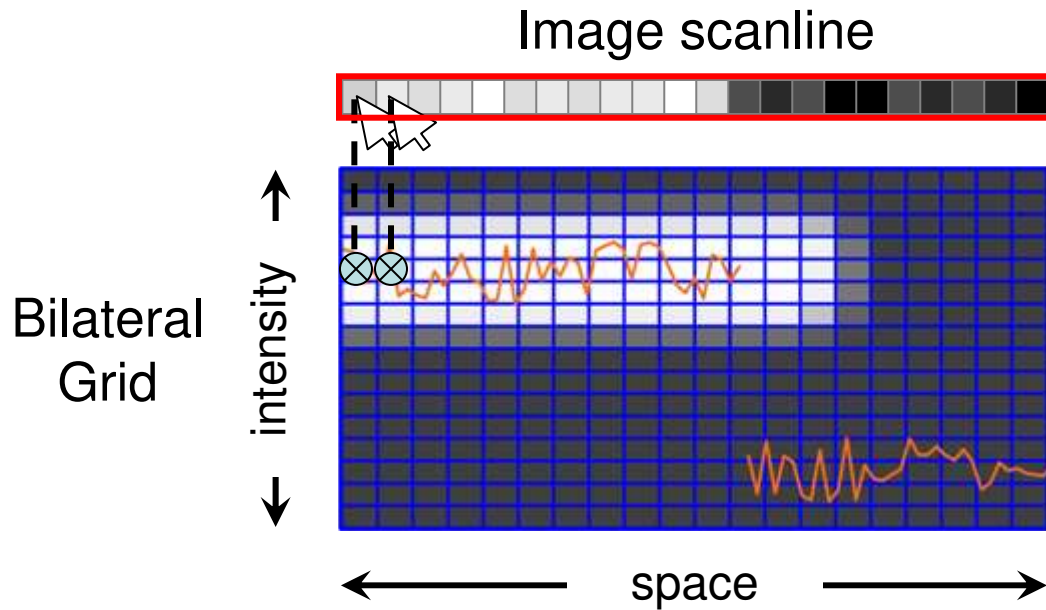 Image scanline
Bilateral
Grid
intensity
space